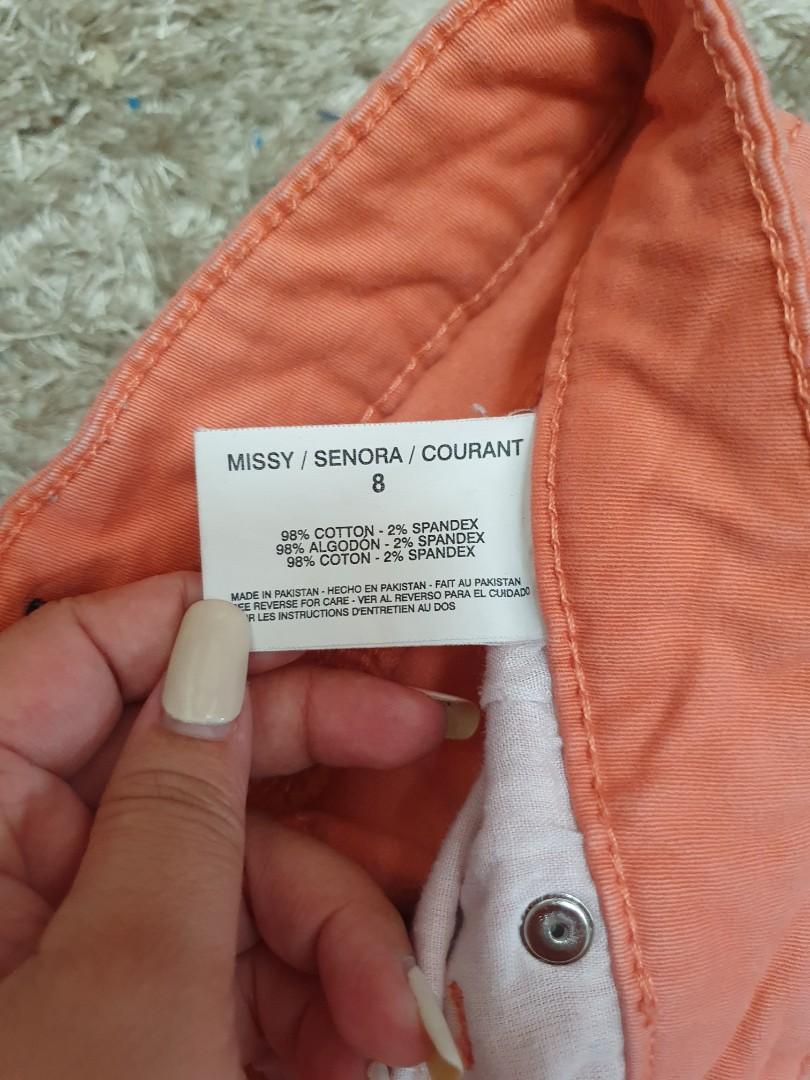 MISSY / SENORA / COURANT
8
98% COTTON - 2% SPANDEX
98% ALGODÓN - 2% SPANDEX
98% COTON - 2% SPANDEX
MADE IN PAKISTAN - HECHO EN PAKISTAN - FAIT AU PAKISTAN
REVERSE FOR CARE - VER AL REVERSO PARA EL CUIDADO
LES INSTRUCTIONS D'ENTRETIEN AU DOS